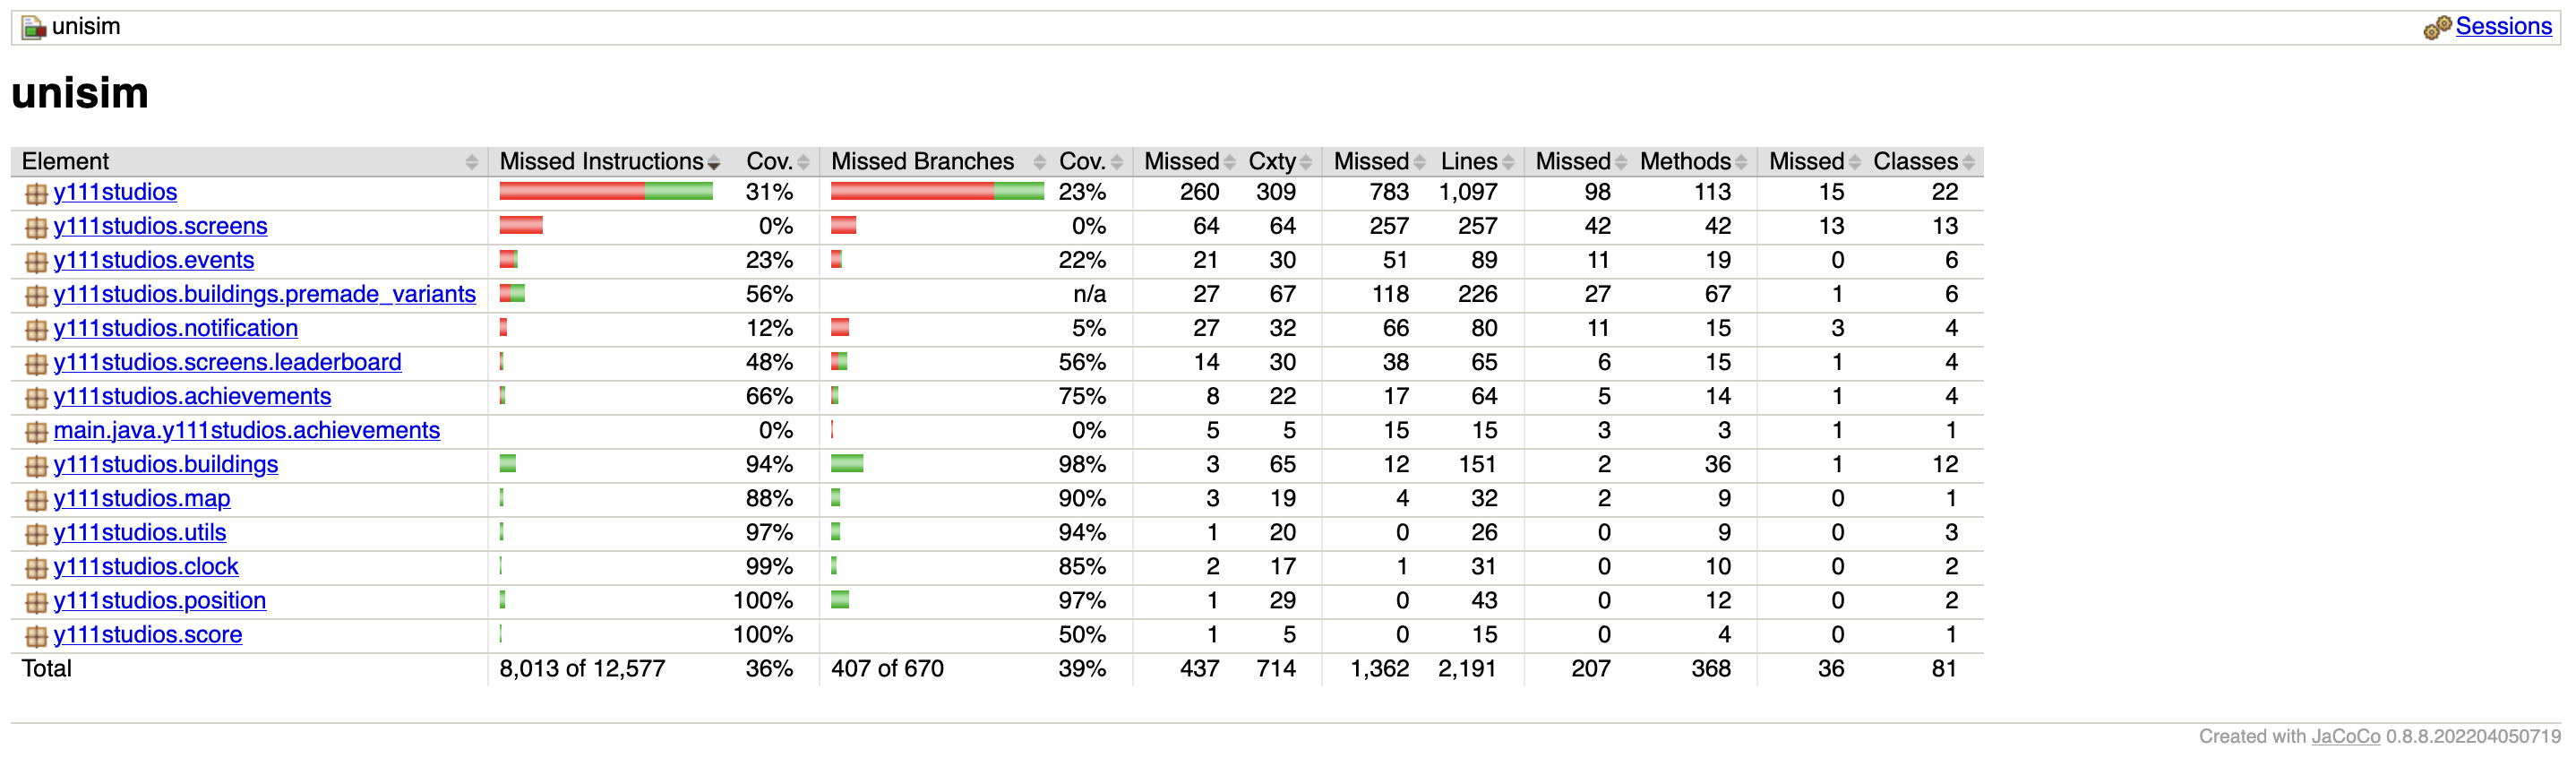 unisim Sessions
unisim
Element Missed Instructions Cov. Missed Branches Cov. Missed Cxty Missed Lines Missed Methods Missed Classes
y111studios 31% 23% 260 309 783 1,097 98 113 15 22
y111studios.screens 0% 0% 64 64 257 257 42 42 13 13
y111studios.events 23% 22% 21 30 51 89 11 19 0 6
y111studios.buildings.premade_variants 56% n/a 27 67 118 226 27 67 1 6
y111studios.notification 12% 5% 27 32 66 80 11 15 3 4
y111studios.screens.leaderboard 48% 56% 14 30 38 65 6 15 1 4
y111studios.achievements 66% 75% 8 22 17 64 5 14 1 4
main.java.y111studios.achievements 0% 0% 5 5 15 15 3 3 1 1
y111studios.buildings 94% 98% 3 65 12 151 2 36 1 12
y111studios.map 88% 90% 3 19 4 32 2 9 0 1
y111studios.utils 97% 94% 1 20 0 26 0 9 0 3
y111studios.clock 99% 85% 2 17 1 31 0 10 0 2
y111studios.position 100% 97% 1 29 0 43 0 12 0 2
y111studios.score 100% 50% 1 5 0 15 0 4 0 1
Total 8,013 of 12,577 36% 407 of 670 39% 437 714 1,362 2,191 207 368 36 81
Created with JaCoCo 0.8.8.202204050719